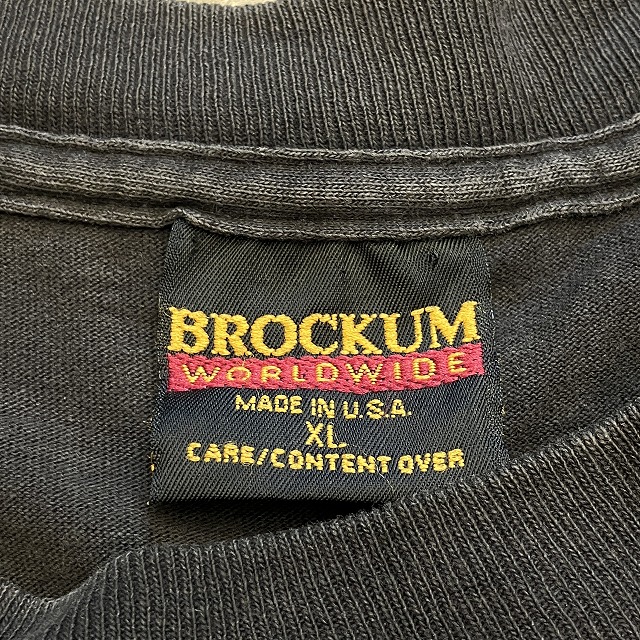 BROCKUM
WORLDWIDE
MADE IN U.S.A.
XL
CARE/CONTENT OVER